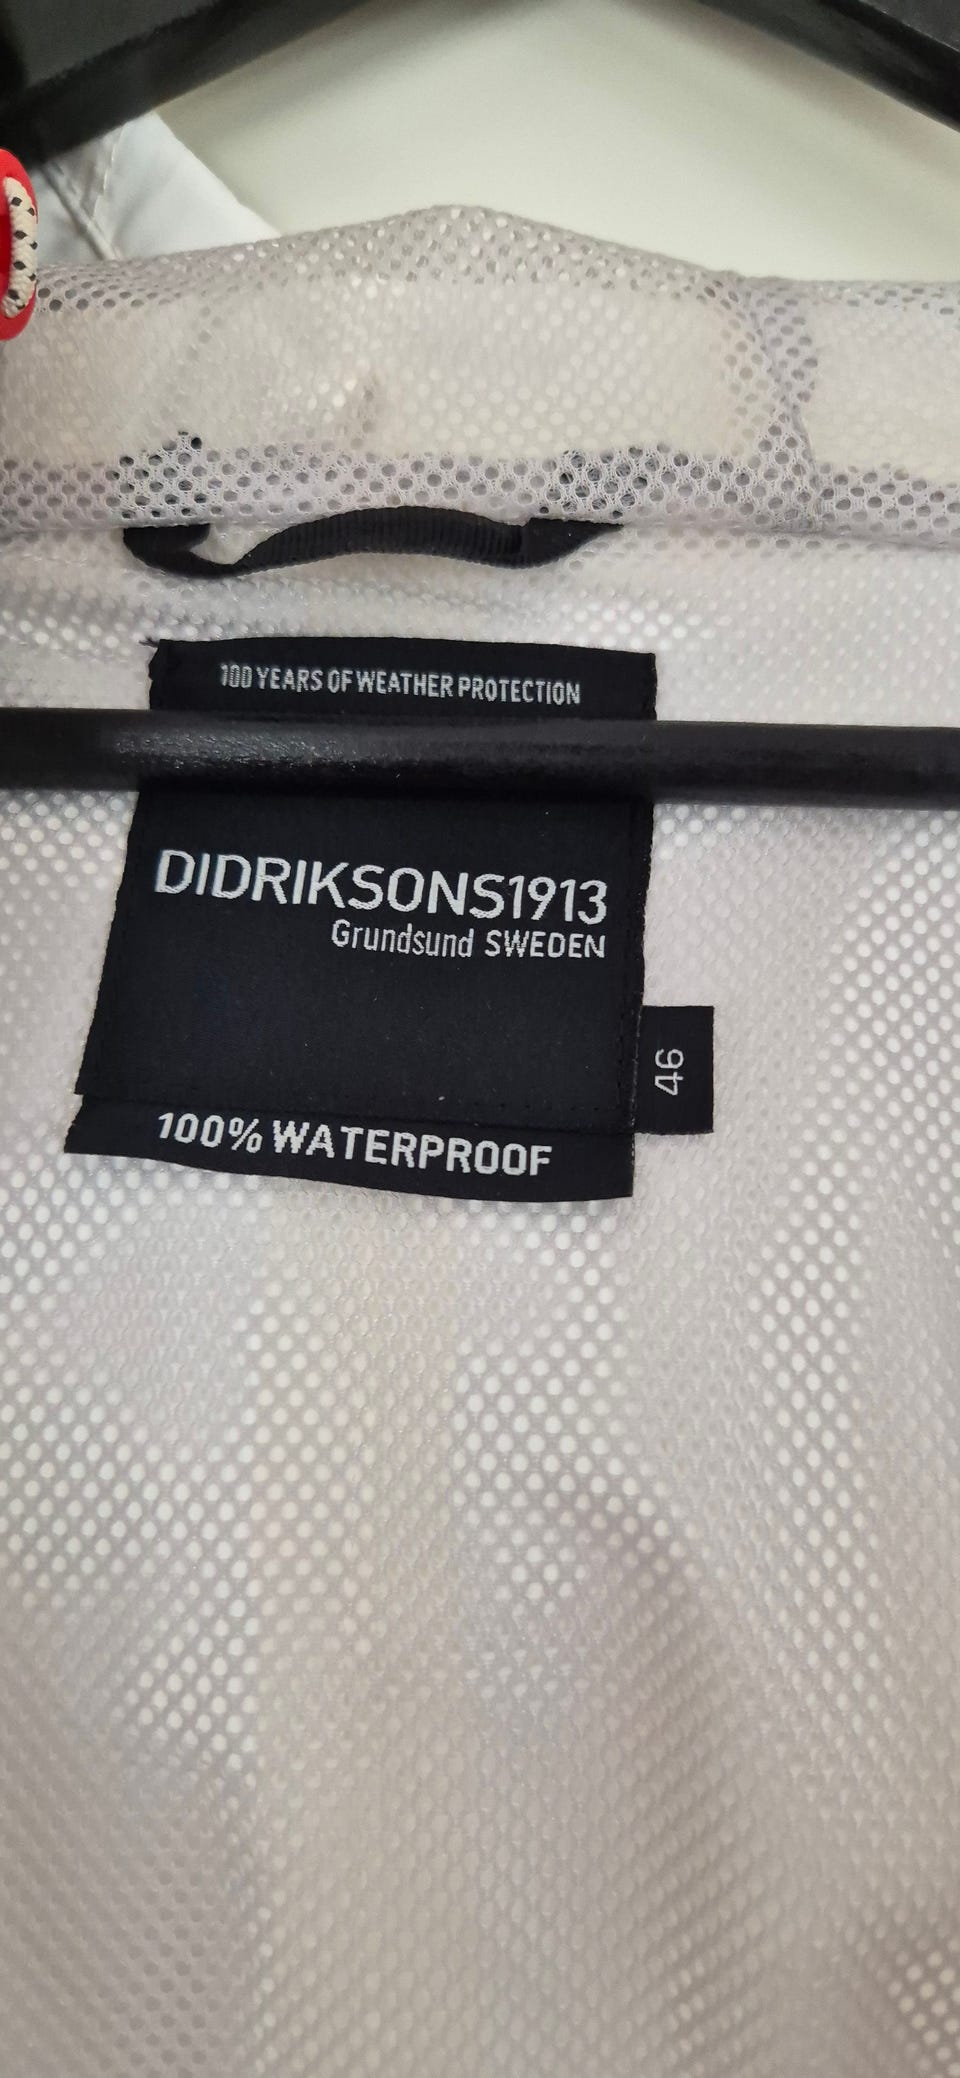 100 YEARS OF WEATHER PROTECTION
DIDRIKSONS1913
Grundsund SWEDEN
46
100% WATERPROOF